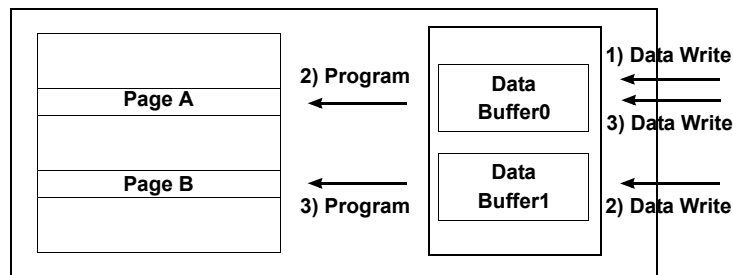 1) Data Write
2) Program
Data
Buffer0
Page A
3) Data Write
Page B
Data
Buffer1
3) Program
2) Data Write